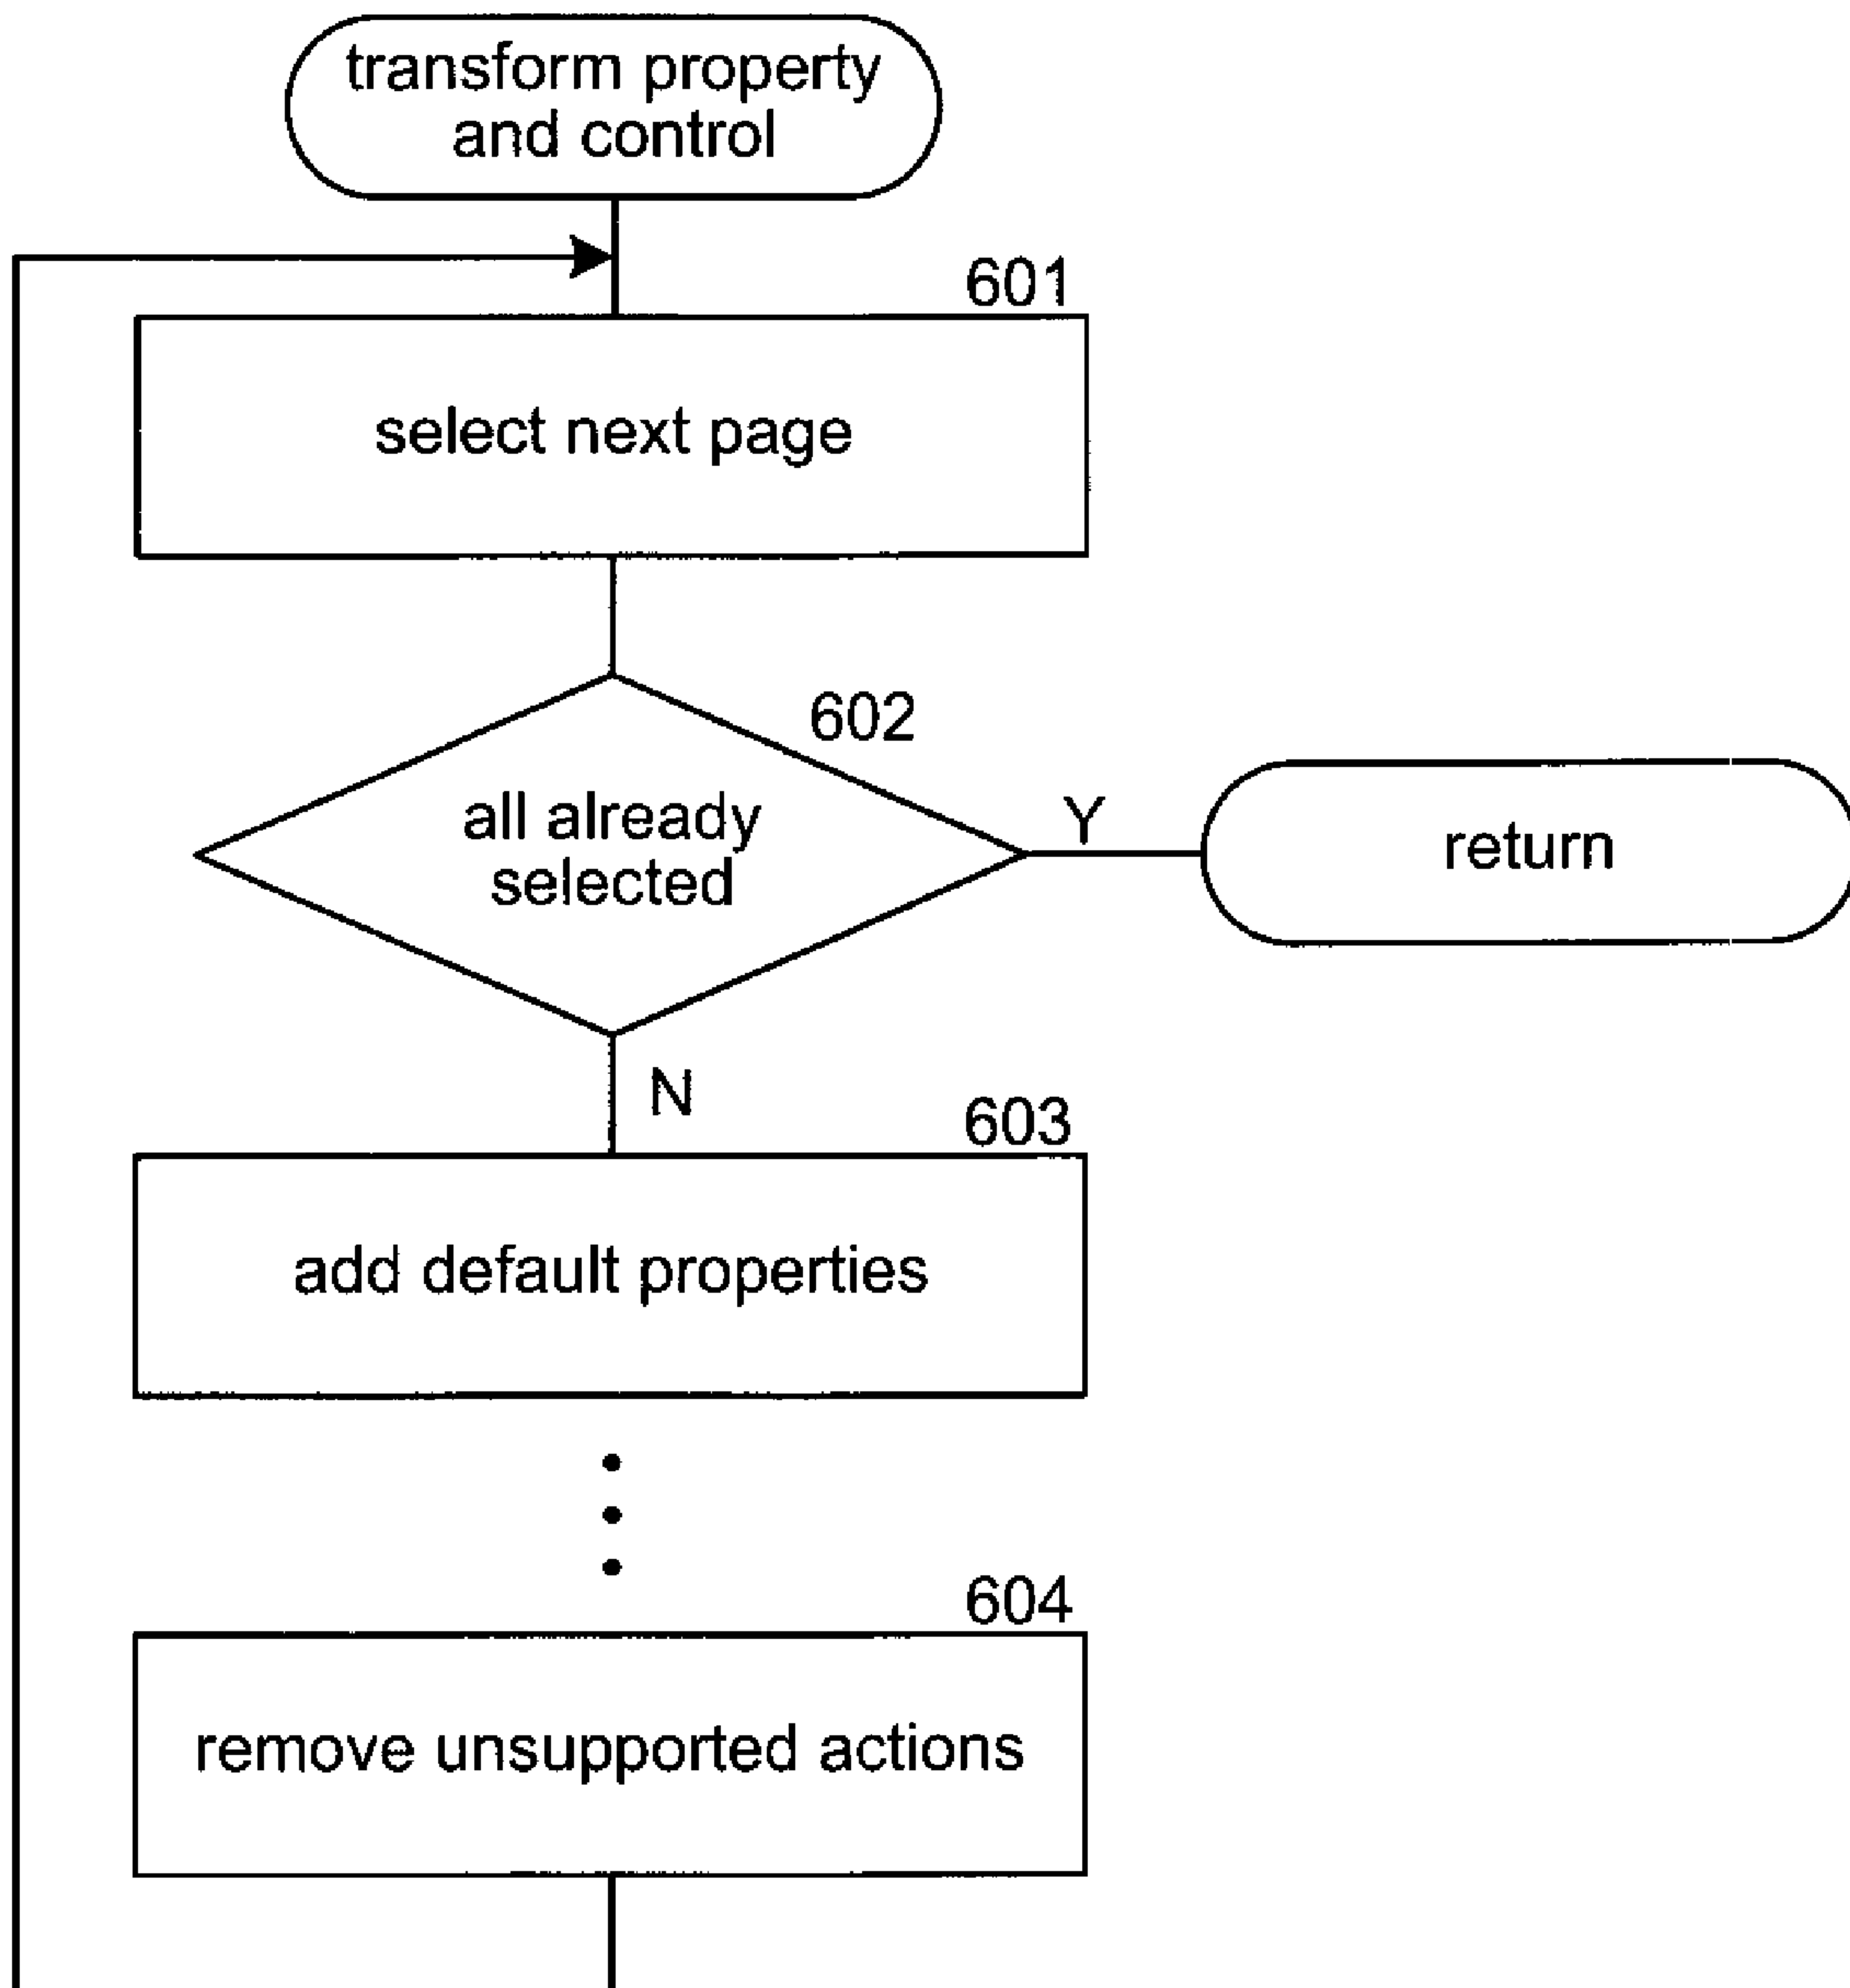 transform property
and control
601
select next page
602
all already
selected
Y
return
N
603
add default properties
604
remove unsupported actions